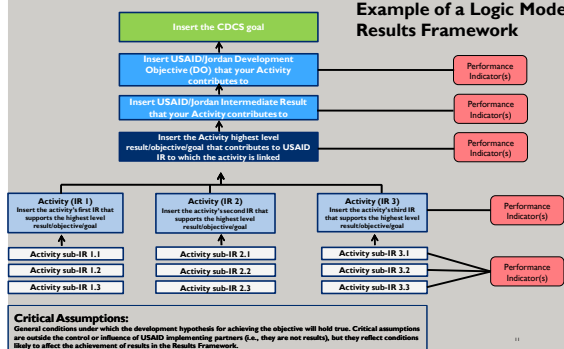 Example of a Logic Mode
Results Framework
Insert the CDCS goal
Insert USAID/Jordan Development
Objective (DO) that your Activity
contributes to
Performance
Indicator(s)
Insert USAID/Jordan Intermediate Result
that your Activity contributes to
Performance
Indicator(s)
Insert the Activity highest level
result/objective/goal that contributes to USAID
IR to which the activity is linked
Performance
Indicator(s)
Activity (IR 1)
Insert the activity's first IR that
supports the highest level
result/objective/goal
Activity (IR 2)
Insert the activity's second IR that
supports the highest level
result/objective/goal
Activity (IR 3)
Insert the activity's third IR
that supports the highest level
result/objective/goal
Performance
Indicator(s)
Activity sub-IR 1.1
Activity sub-IR 1.2
Activity sub-IR 1.3
Activity sub-IR 2.1
Activity sub-IR 2.2
Activity sub-IR 2.3
Activity sub-IR 3.1
Activity sub-IR 3.2
Activity sub-IR 3.3
Performance
Indicator(s)
Critical Assumptions:
General conditions under which the development hypothesis for achieving the objective will hold true. Critical assumptions
are outside the control or influence of USAID implementing partners (i.e., they are not results), but they reflect conditions
likely to affect the achievement of results in the Results Framework.
11